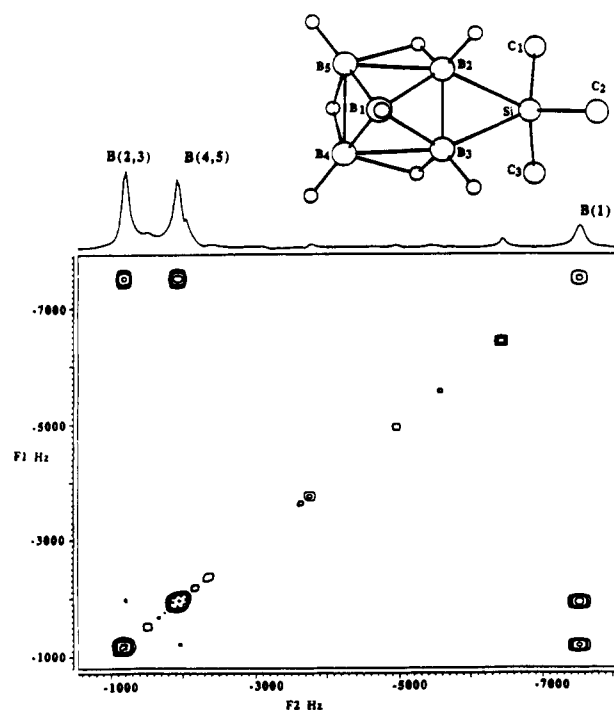 C1
B5
B2
C2
B1
Si
B4
B3
C3
B(2,3)
B(4,5)
B(1)
-7000
-5000
F1 Hz
-3000
-1000
-1000
-3000
-5000
-7000
F2 Hz